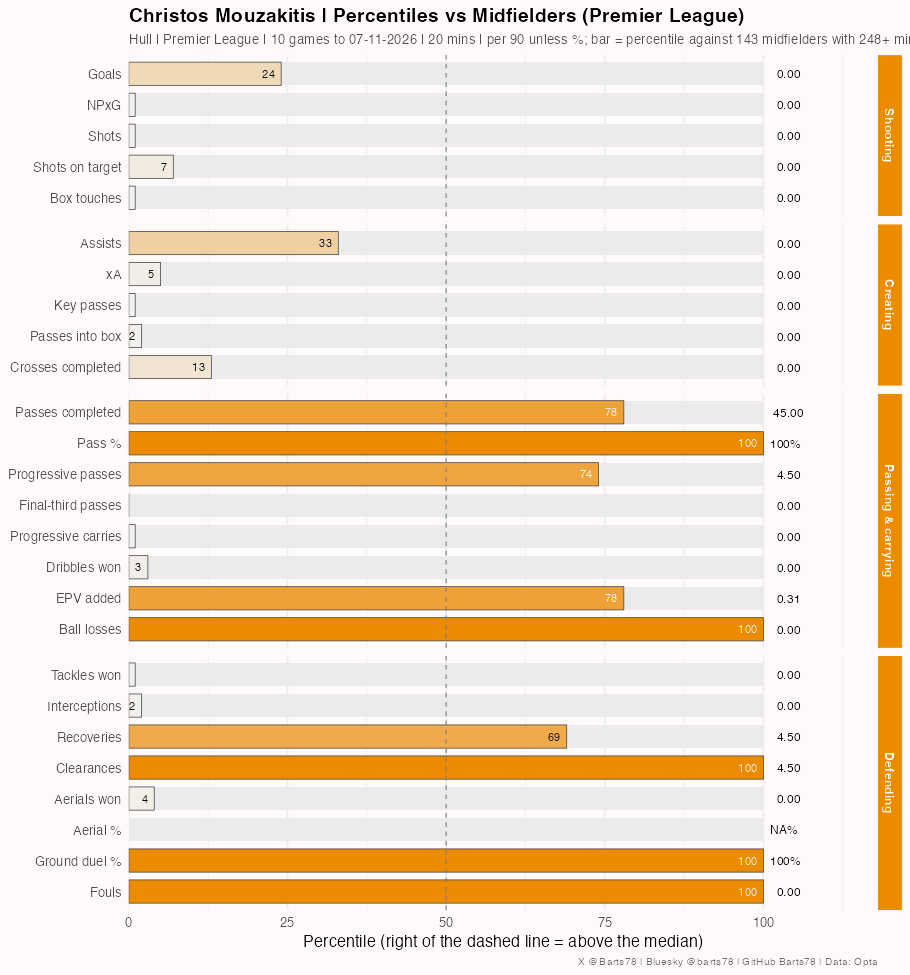 Christos Mouzakitis | Percentiles vs Midfielders (Premier League)
Hull | Premier League | 10 games to 07-11-2026 | 20 mins | per 90 unless %; bar = percentile against 143 midfielders with 248+ min
Goals 24 0.00
NPxG 0.00
Shots 0.00
Shots on target 7 0.00
Box touches 0.00
Shooting
Assists 33 0.00
xA 5 0.00
Key passes 0.00
Passes into box 2 0.00
Crosses completed 13 0.00
Creating
Passes completed 78 45.00
Pass % 100 100%
Progressive passes 74 4.50
Final-third passes 0.00
Progressive carries 0.00
Dribbles won 3 0.00
EPV added 78 0.31
Ball losses 100 0.00
Passing & carrying
Tackles won 0.00
Interceptions 2 0.00
Recoveries 69 4.50
Clearances 100 4.50
Aerials won 4 0.00
Aerial % NA%
Ground duel % 100 100%
Fouls 100 0.00
Defending
0 25 50 75 100
Percentile (right of the dashed line = above the median)
X @Barts78 | Bluesky @barts78 | GitHub Barts78 | Data: Opta